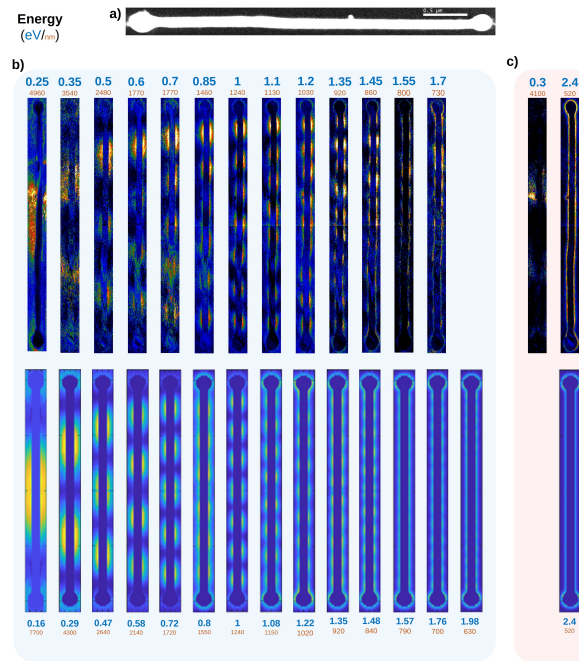 Energy
(eV/nm)
a)
0.5 µm
b)
c)
0.25 0.35 0.5 0.6 0.7 0.85 1 1.1 1.2 1.35 1.45 1.55 1.7 0.3 2.4
4960 3540 2480 1770 1770 1460 1240 1130 1030 920 860 800 730 4100 520
0.16 0.29 0.47 0.58 0.72 0.8 1 1.08 1.22 1.35 1.48 1.57 1.76 1.98 2.4
7700 4300 2640 2140 1720 1550 1240 1150 1020 920 840 790 700 630 520